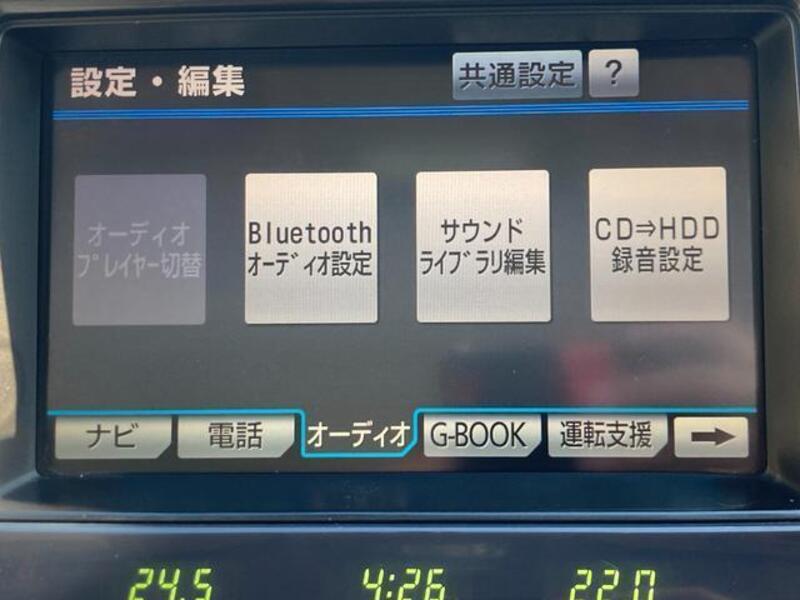 設定・編集
共通設定
?
オーディオ
プレイヤー切替
Bluetooth
オーディオ設定
サウンド
ライブラリ編集
CD⇒HDD
録音設定
ナビ
電話
オーディオ
G-BOOK
運転支援
24.5
4:26
22.0